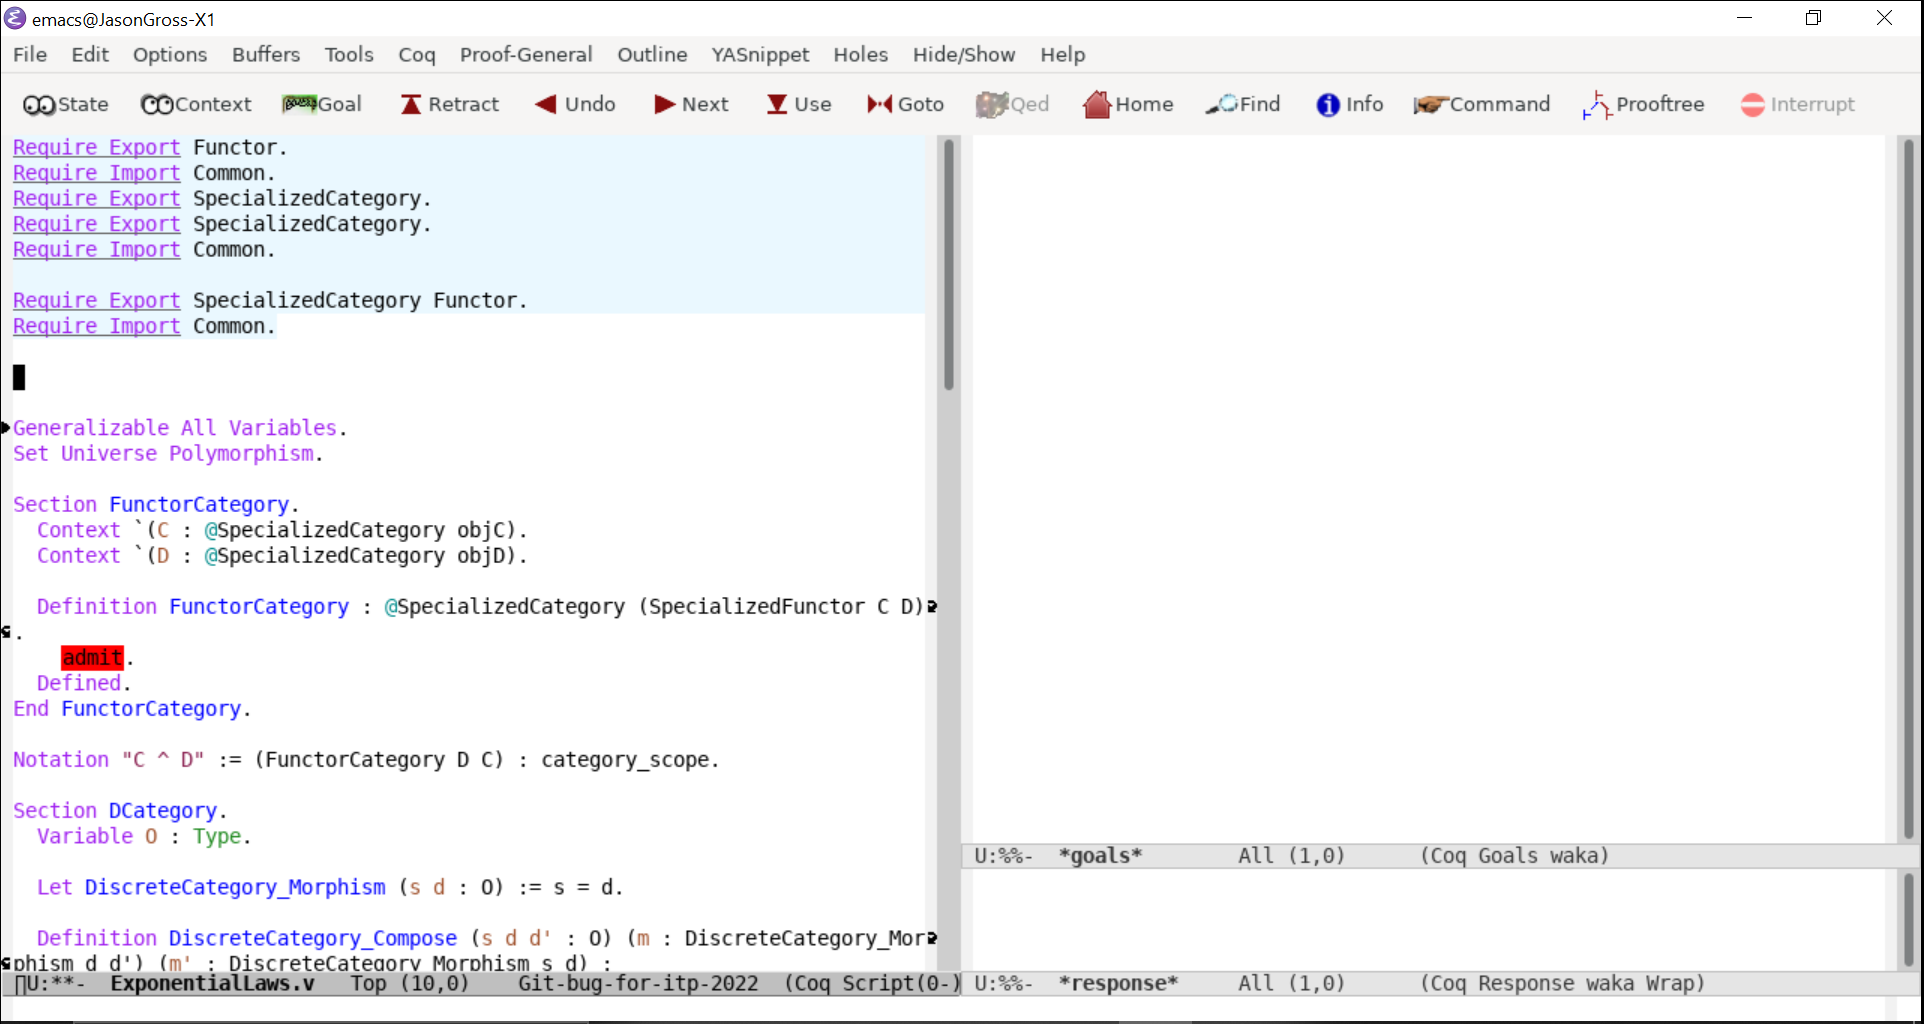 emacs@JasonGross-X1
File Edit Options Buffers Tools Coq Proof-General Outline YASnippet Holes Hide/Show Help
State Context Goal Retract Undo Next Use Goto Qed Home Find Info Command Prooftree Interrupt
Require Export Functor.
Require Import Common.
Require Export SpecializedCategory.
Require Export SpecializedCategory.
Require Import Common.
Require Export SpecializedCategory Functor.
Require Import Common.
Generalizable All Variables.
Set Universe Polymorphism.
Section FunctorCategory.
Context `(C : @SpecializedCategory objC).
Context `(D : @SpecializedCategory objD).
Definition FunctorCategory : @SpecializedCategory (SpecializedFunctor C D)
.
admit.
Defined.
End FunctorCategory.
Notation "C ^ D" := (FunctorCategory D C) : category_scope.
Section DCategory.
Variable O : Type.
Let DiscreteCategory_Morphism (s d : O) := s = d.
Definition DiscreteCategory_Compose (s d d' : O) (m : DiscreteCategory_Mor
phism d d') (m' : DiscreteCategory_Morphism s d) :
U:**- ExponentialLaws.v Top (10,0) Git-bug-for-itp-2022 (Coq Script(0-)
U:%%- *goals* All (1,0) (Coq Goals waka)
U:%%- *response* All (1,0) (Coq Response waka Wrap)